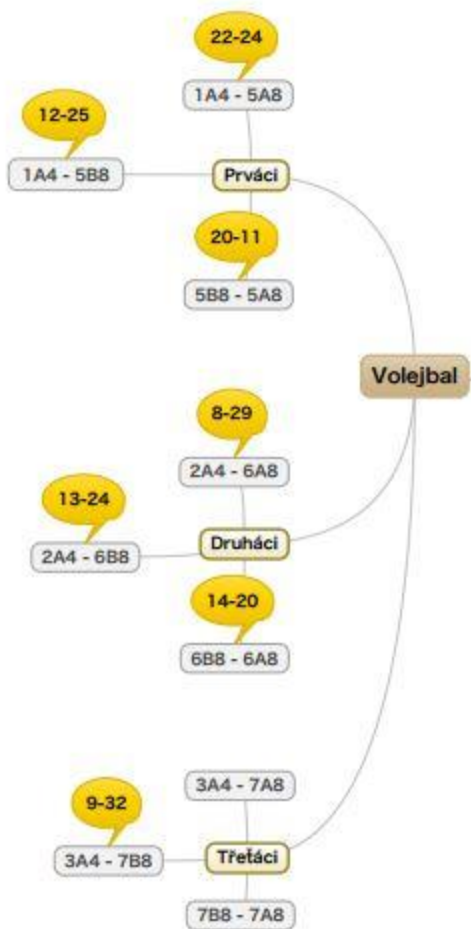 22-24
1A4 - 5A8
12-25
1A4 - 5B8
Prváci
20-11
5B8 - 5A8
Volejbal
8-29
2A4 - 6A8
13-24
2A4 - 6B8
Druháci
14-20
6B8 - 6A8
3A4 - 7A8
9-32
3A4 - 7B8
Třeťáci
7B8 - 7A8